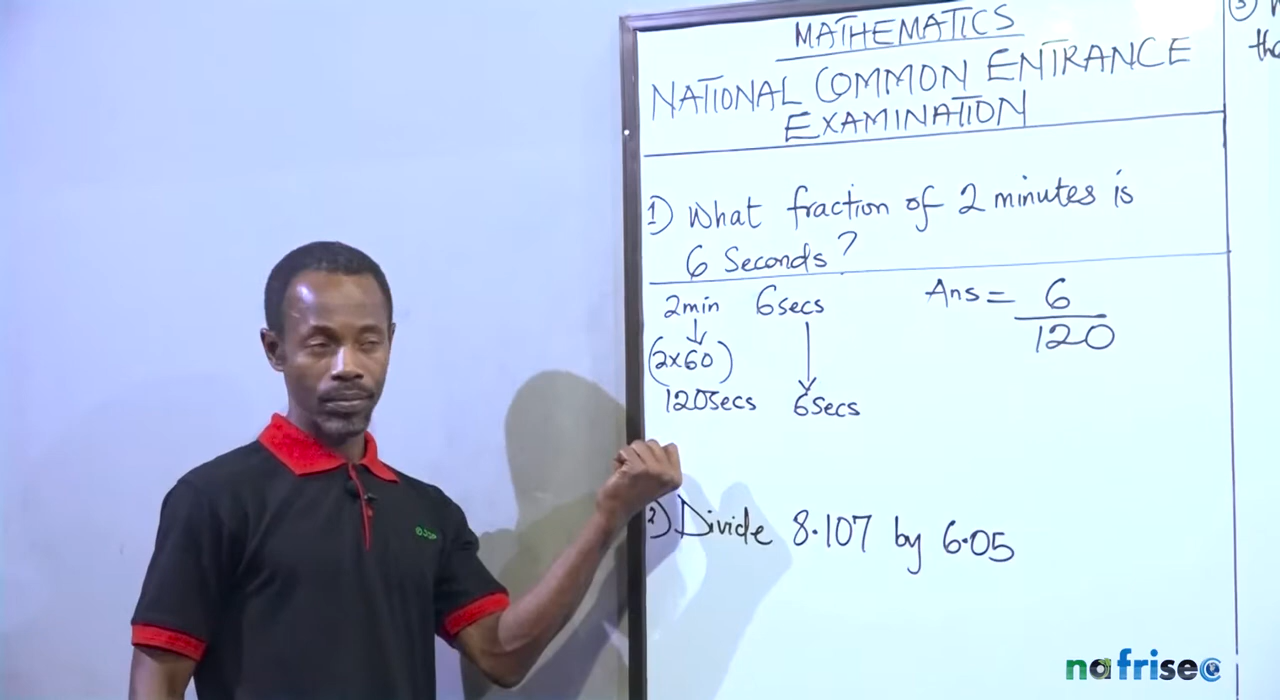 MATHEMATICS
NATIONAL COMMON ENTRANCE
EXAMINATION
1) What fraction of 2 minutes is
6 Seconds?
2min 6secs
(2x60)
120secs 6secs
Ans = 6
120
2) Divide 8.107 by 6.05
3
nafrisec